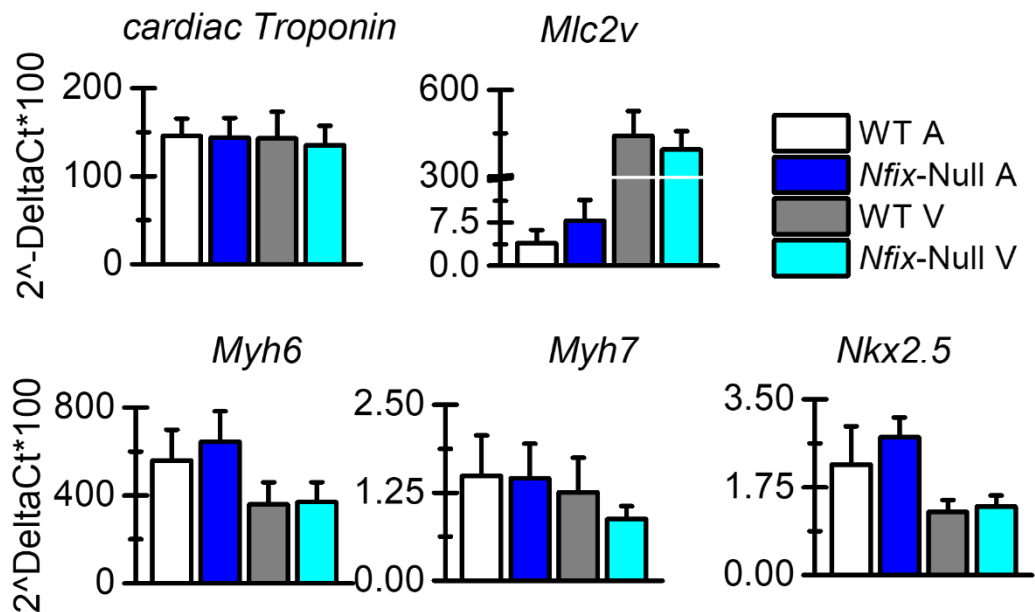 cardiac Troponin
Mlc2v
2^-DeltaCt*100
200
100
0
600
300
7.5
0.0
WT A
Nfix-Null A
WT V
Nfix-Null V
Myh6
Myh7
Nkx2.5
2^DeltaCt*100
800
400
0
2.50
1.25
0.00
3.50
1.75
0.00